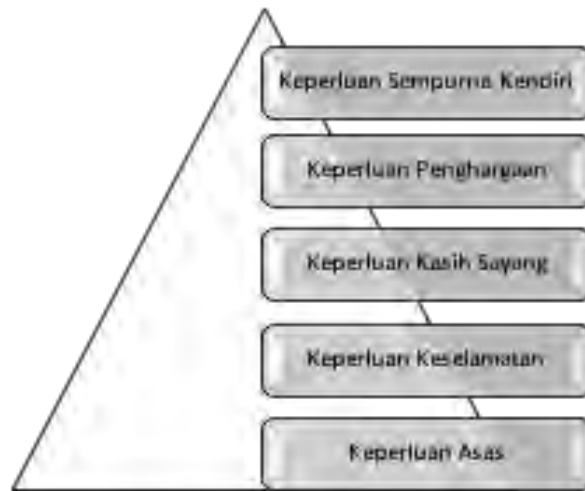 Keperluan Sempurna Kendiri
Keperluan Penghargaan
Keperluan Kasih Sayang
Keperluan Keselamatan
Keperluan Asas